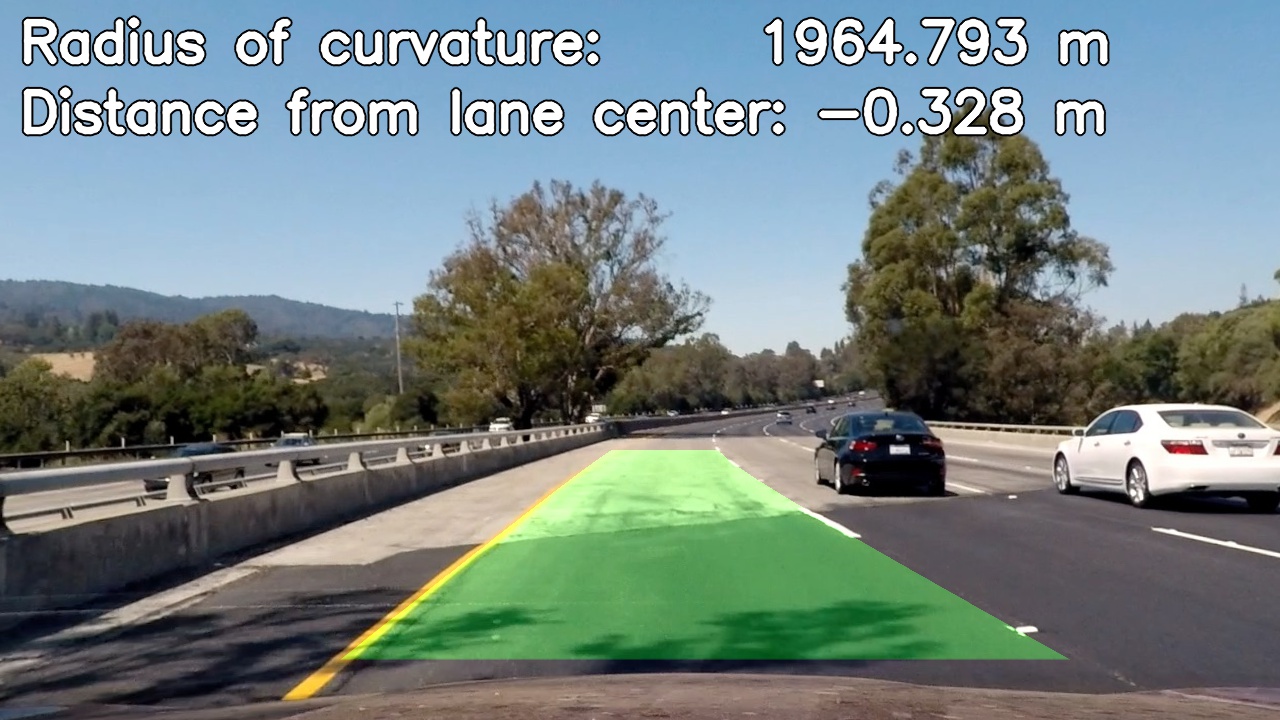 Radius of curvature: 1964.793 m
Distance from lane center: −0.328 m